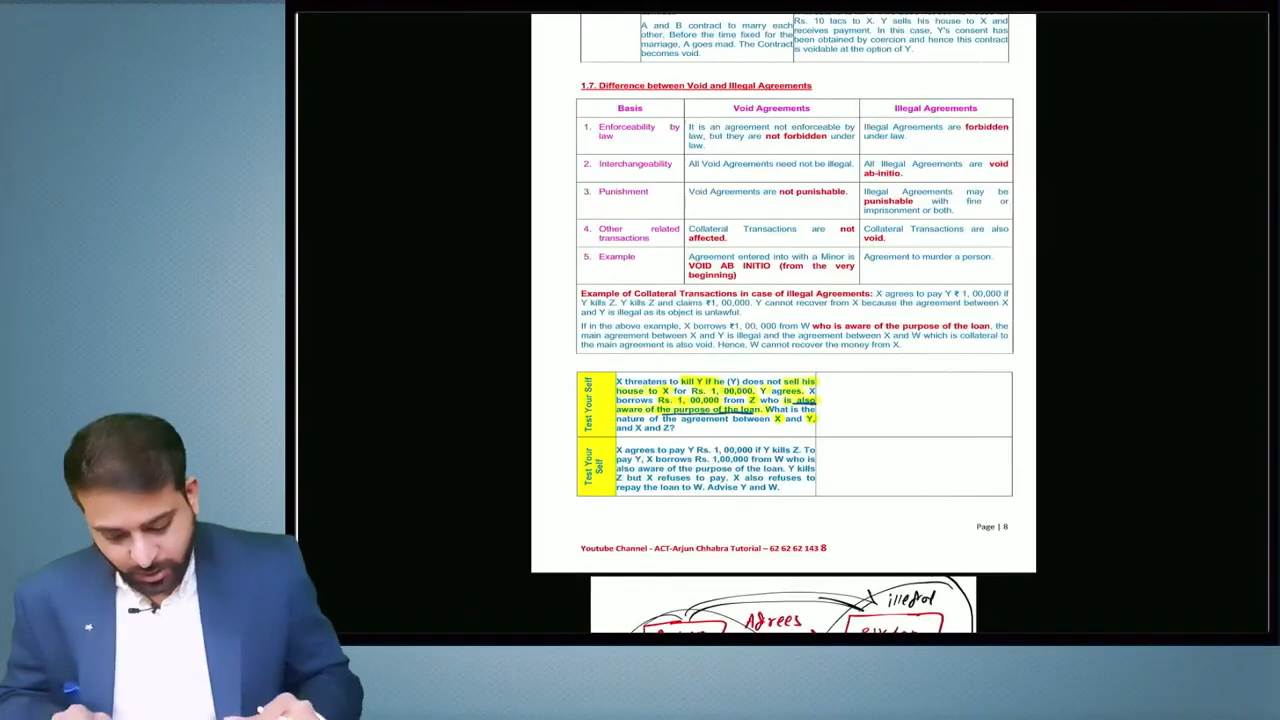 A and B contract to marry each
other. Before the time fixed for the
marriage, A goes mad. The Contract
becomes void.
Rs. 10 lacs to X. Y sells his house to X and
receives payment. In this case, Y's consent has
been obtained by coercion and hence this contract
is voidable at the option of Y.
1.7. Difference between Void and Illegal Agreements
Basis
Void Agreements
Illegal Agreements
1. Enforceability by
law
It is an agreement not enforceable by
law, but they are not forbidden under
law.
Illegal Agreements are forbidden
under law.
2. Interchangeability
All Void Agreements need not be illegal.
All Illegal Agreements are void
ab-initio.
3. Punishment
Void Agreements are not punishable.
Illegal Agreements may be
punishable with fine or
imprisonment or both.
4. Other related
transactions
Collateral Transactions are not
affected.
Collateral Transactions are also
void.
5. Example
Agreement entered into with a Minor is
VOID AB INITIO (from the very
beginning)
Agreement to murder a person.
Example of Collateral Transactions in case of illegal Agreements: X agrees to pay Y ₹ 1, 00,000 if
Y kills Z. Y kills Z and claims ₹1, 00,000. Y cannot recover from X because the agreement between X
and Y is illegal as its object is unlawful.
If in the above example, X borrows ₹1, 00, 000 from W who is aware of the purpose of the loan, the
main agreement between X and Y is illegal and the agreement between X and W which is collateral to
the main agreement is also void. Hence, W cannot recover the money from X.
Test Your Self
X threatens to kill Y if he (Y) does not sell his
house to X for Rs. 1, 00,000. Y agrees. X
borrows Rs. 1, 00,000 from Z who is also
aware of the purpose of the loan. What is the
nature of the agreement between X and Y,
and X and Z?
Test Your
Self
X agrees to pay Y Rs. 1, 00,000 if Y kills Z. To
pay Y, X borrows Rs. 1,00,000 from W who is
also aware of the purpose of the loan. Y kills
Z but X refuses to pay. X also refuses to
repay the loan to W. Advise Y and W.
Page | 8
Youtube Channel - ACT-Arjun Chhabra Tutorial – 62 62 62 143 8
illegal
Agrees